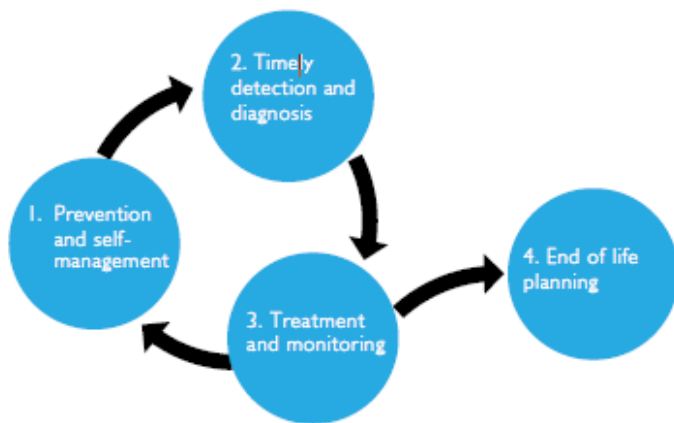 1. Prevention
and self-
management
2. Timely
detection and
diagnosis
3. Treatment
and monitoring
4. End of life
planning